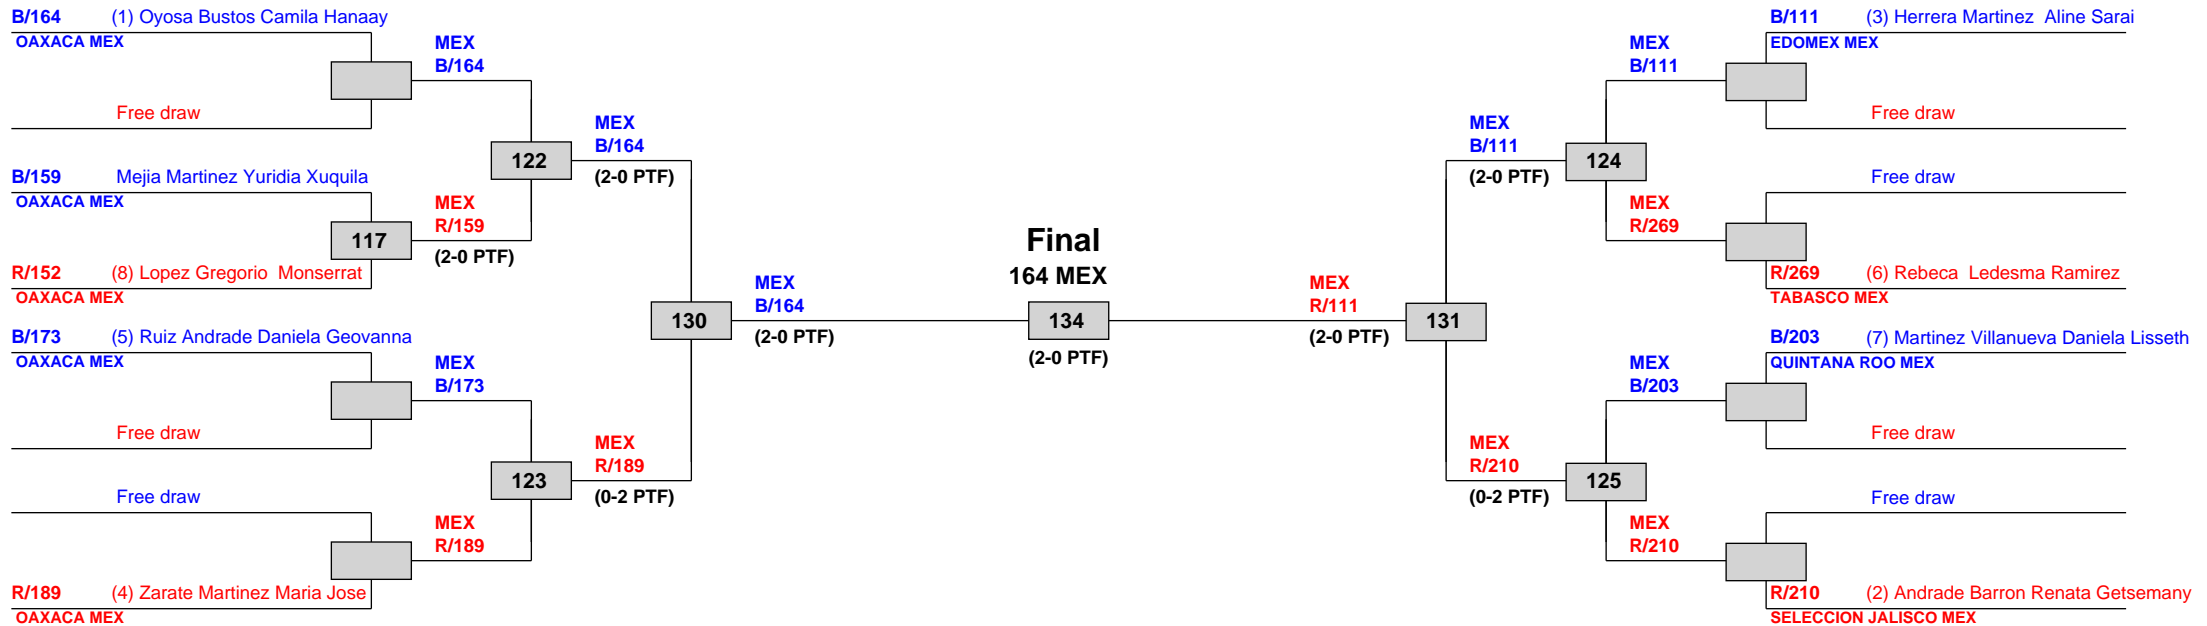 B/164 (1) Oyosa Bustos Camila Hanaay
OAXACA MEX
Free draw
B/159 Mejia Martinez Yuridia Xuquila
OAXACA MEX
R/152 (8) Lopez Gregorio Monserrat
OAXACA MEX
B/173 (5) Ruiz Andrade Daniela Geovanna
OAXACA MEX
Free draw
Free draw
R/189 (4) Zarate Martinez Maria Jose
OAXACA MEX
117
MEX
B/164
MEX
R/159
(2-0 PTF)
MEX
B/173
MEX
R/189
122
123
MEX
B/164
(2-0 PTF)
MEX
R/189
(0-2 PTF)
130
MEX
B/164
(2-0 PTF)
Final
164 MEX
134
(2-0 PTF)
MEX
R/111
(2-0 PTF)
131
MEX
B/111
(2-0 PTF)
MEX
R/210
(0-2 PTF)
124
125
MEX
B/111
MEX
R/269
MEX
B/203
MEX
R/210
B/111 (3) Herrera Martinez Aline Sarai
EDOMEX MEX
Free draw
Free draw
R/269 (6) Rebeca Ledesma Ramirez
TABASCO MEX
B/203 (7) Martinez Villanueva Daniela Lisseth
QUINTANA ROO MEX
Free draw
Free draw
R/210 (2) Andrade Barron Renata Getsemany
SELECCION JALISCO MEX